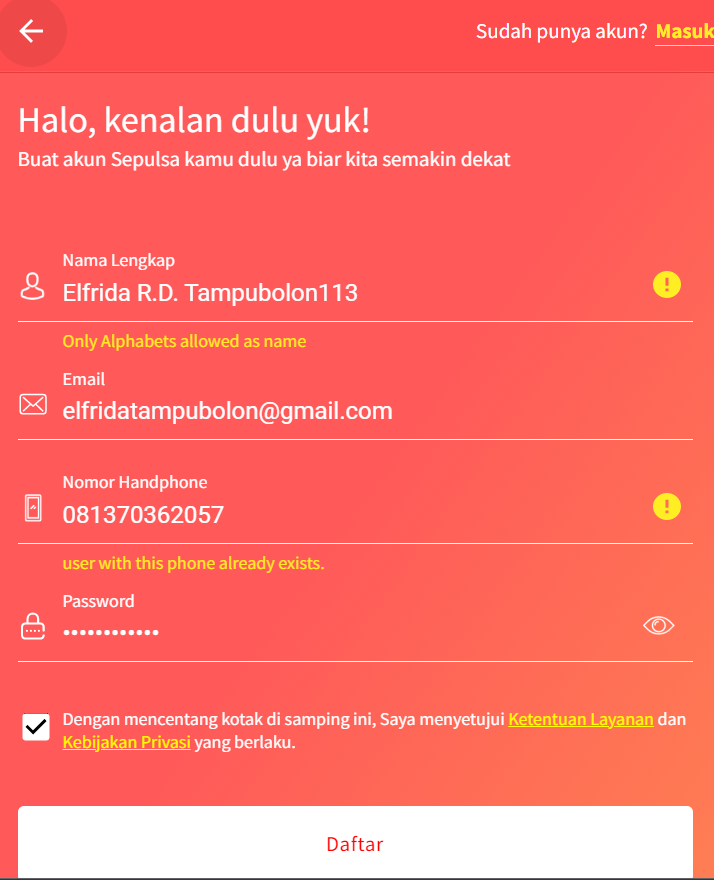 Sudah punya akun? Masuk
Halo, kenalan dulu yuk!
Buat akun Sepulsa kamu dulu ya biar kita semakin dekat
Nama Lengkap
Elfrida R.D. Tampubolon113
Only Alphabets allowed as name
Email
elfridatampubolon@gmail.com
Nomor Handphone
081370362057
user with this phone already exists.
Password
••••••••••••
Dengan mencentang kotak di samping ini, Saya menyetujui Ketentuan Layanan dan
Kebijakan Privasi yang berlaku.
Daftar